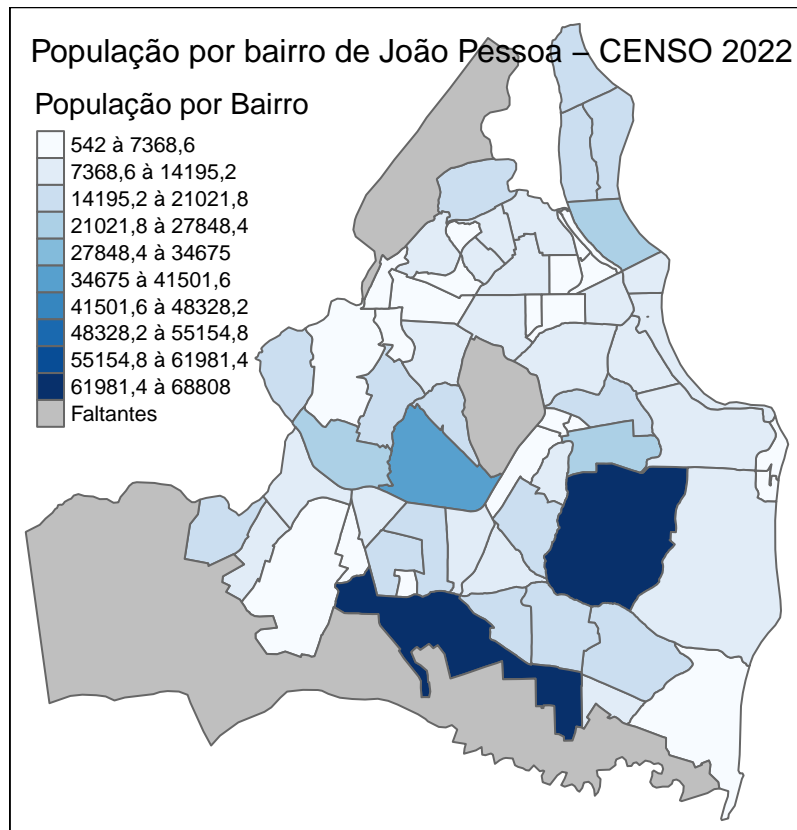 População por bairro de João Pessoa – CENSO 2022
População por Bairro
542 à 7368,6
7368,6 à 14195,2
14195,2 à 21021,8
21021,8 à 27848,4
27848,4 à 34675
34675 à 41501,6
41501,6 à 48328,2
48328,2 à 55154,8
55154,8 à 61981,4
61981,4 à 68808
Faltantes